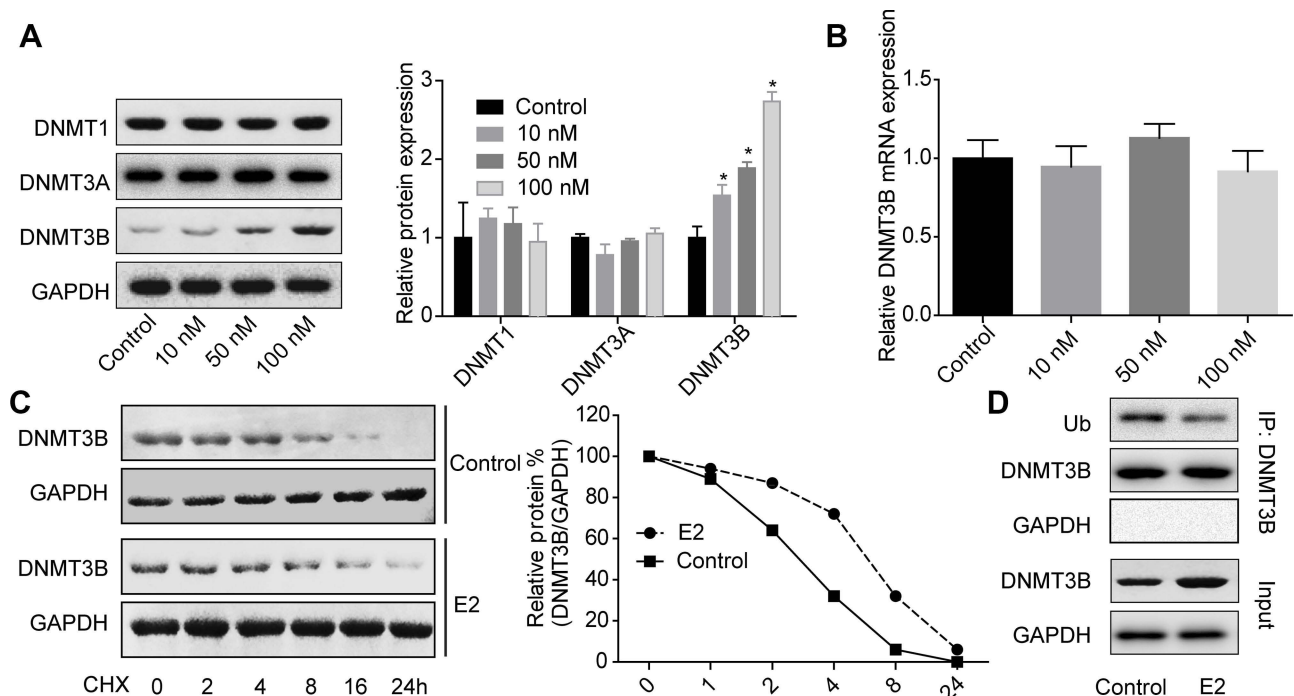 A
DNMT1
DNMT3A
DNMT3B
GAPDH
Control
10 nM
50 nM
100 nM
Relative protein expression
3
2
1
0
Control
10 nM
50 nM
100 nM
*
*
*
DNMT1
DNMT3A
DNMT3B
B
Relative DNMT3B mRNA expression
1.5
1.0
0.5
0.0
Control
10 nM
50 nM
100 nM
C
DNMT3B
GAPDH
Control
DNMT3B
GAPDH
E2
CHX 0 2 4 8 16 24h
Relative protein %
(DNMT3B/GAPDH)
120
100
80
60
40
20
0
E2
Control
0
1
2
4
8
24
D
Ub
DNMT3B
GAPDH
IP: DNMT3B
DNMT3B
GAPDH
Input
Control E2